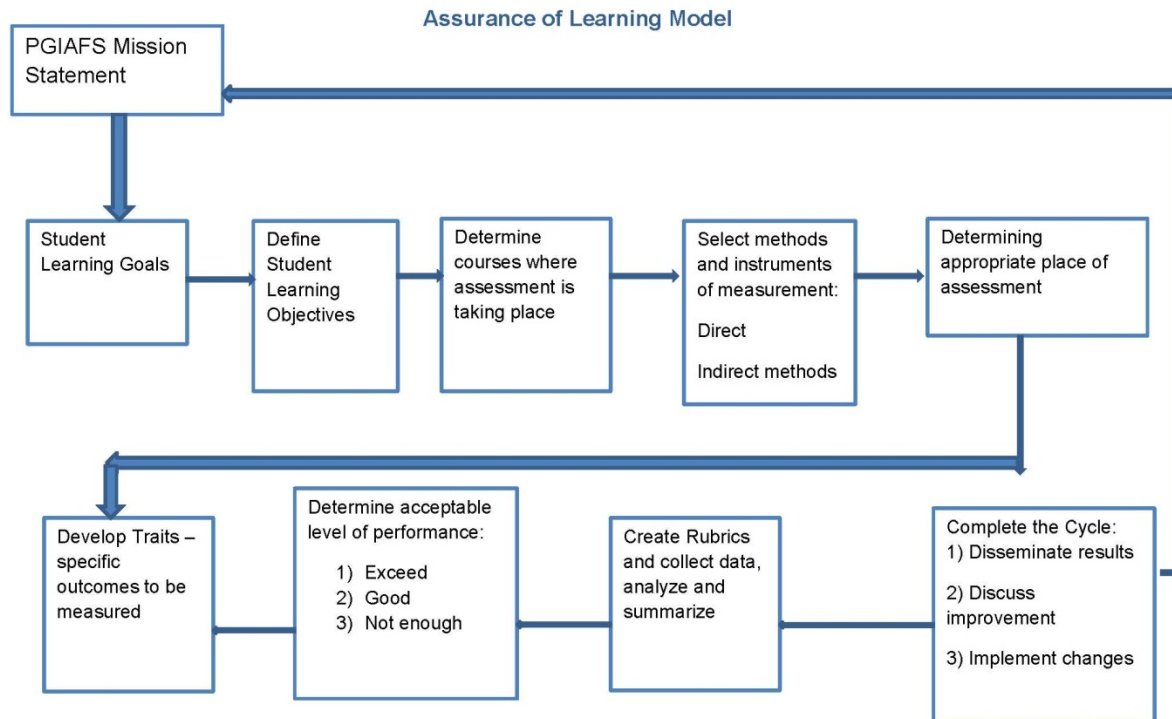 Assurance of Learning Model
PGIAFS Mission
Statement
Student
Learning Goals
Define
Student
Learning
Objectives
Determine
courses where
assessment is
taking place
Select methods
and instruments
of measurement:
Direct
Indirect methods
Determining
appropriate place of
assessment
Develop Traits –
specific
outcomes to be
measured
Determine acceptable
level of performance:
1) Exceed
2) Good
3) Not enough
Create Rubrics
and collect data,
analyze and
summarize
Complete the Cycle:
1) Disseminate results
2) Discuss
improvement
3) Implement changes